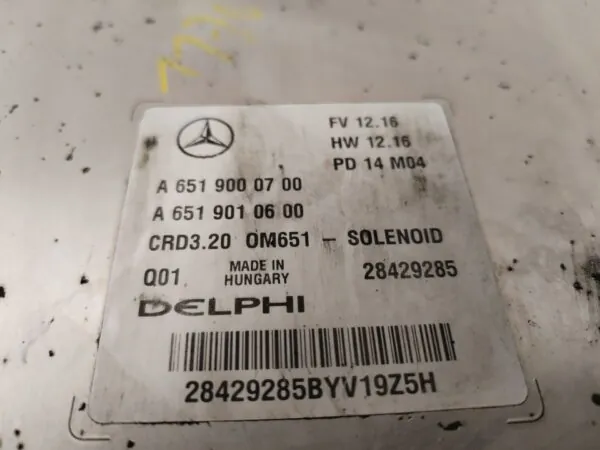 FV 12.16
HW 12.16
PD 14 M04
A 651 900 07 00
A 651 901 06 00
CRD3.20 OM651 - SOLENOID
Q01 MADE IN HUNGARY 28429285
DELPHI
28429285BYV19Z5H